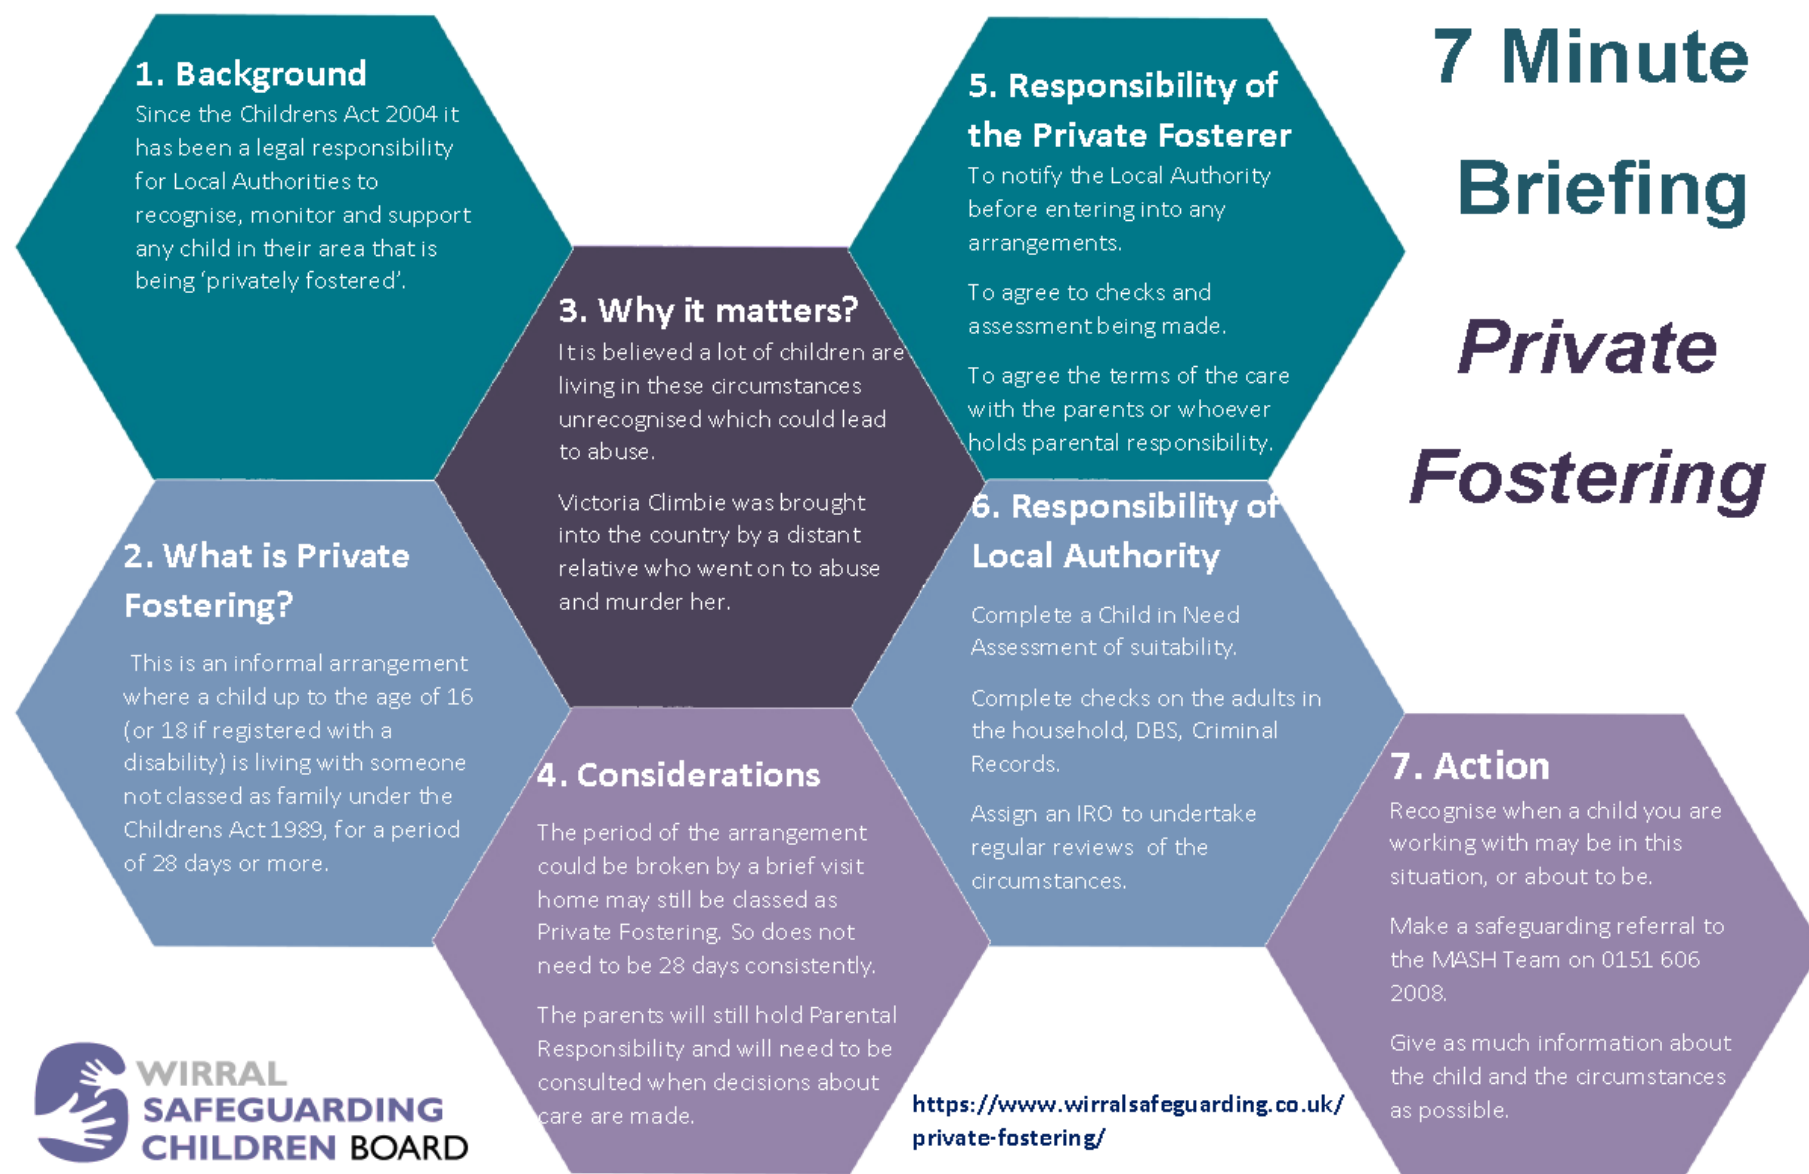 7 Minute
Briefing
Private
Fostering
1. Background
Since the Childrens Act 2004 it
has been a legal responsibility
for Local Authorities to
recognise, monitor and support
any child in their area that is
being ‘privately fostered’.
2. What is Private
Fostering?
This is an informal arrangement
where a child up to the age of 16
(or 18 if registered with a
disability) is living with someone
not classed as family under the
Childrens Act 1989, for a period
of 28 days or more.
3. Why it matters?
It is believed a lot of children are
living in these circumstances
unrecognised which could lead
to abuse.
Victoria Climbie was brought
into the country by a distant
relative who went on to abuse
and murder her.
4. Considerations
The period of the arrangement
could be broken by a brief visit
home may still be classed as
Private Fostering. So does not
need to be 28 days consistently.
The parents will still hold Parental
Responsibility and will need to be
consulted when decisions about
care are made.
5. Responsibility of
the Private Fosterer
To notify the Local Authority
before entering into any
arrangements.
To agree to checks and
assessment being made.
To agree the terms of the care
with the parents or whoever
holds parental responsibility.
6. Responsibility of
Local Authority
Complete a Child in Need
Assessment of suitability.
Complete checks on the adults in
the household, DBS, Criminal
Records.
Assign an IRO to undertake
regular reviews of the
circumstances.
7. Action
Recognise when a child you are
working with may be in this
situation, or about to be.
Make a safeguarding referral to
the MASH Team on 0151 606
2008.
Give as much information about
the child and the circumstances
as possible.
WIRRAL
SAFEGUARDING
CHILDREN BOARD
https://www.wirralsafeguarding.co.uk/
private-fostering/